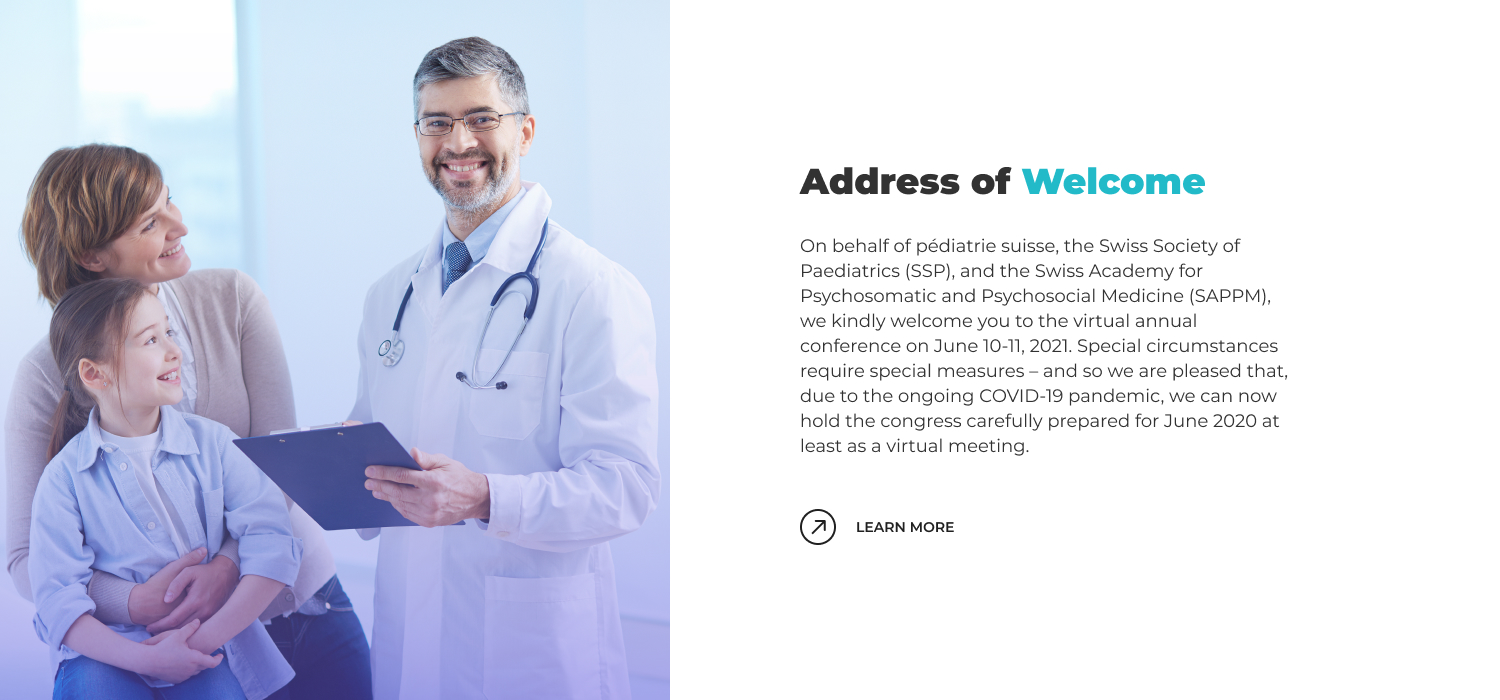 Address of Welcome
On behalf of pédiatrie suisse, the Swiss Society of
Paediatrics (SSP), and the Swiss Academy for
Psychosomatic and Psychosocial Medicine (SAPPM),
we kindly welcome you to the virtual annual
conference on June 10-11, 2021. Special circumstances
require special measures – and so we are pleased that,
due to the ongoing COVID-19 pandemic, we can now
hold the congress carefully prepared for June 2020 at
least as a virtual meeting.
LEARN MORE